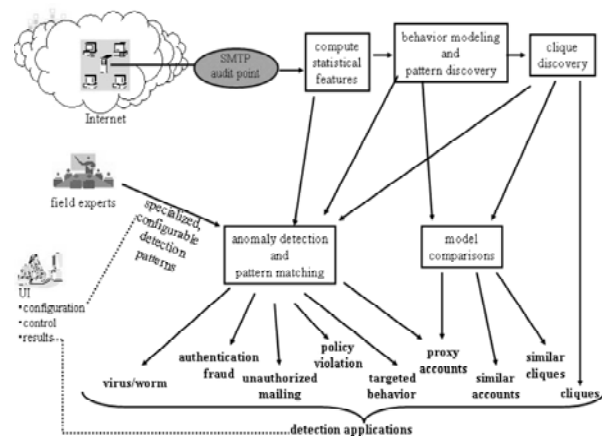 Internet
SMTP
audit point
compute
statistical
features
behavior modeling
and
pattern discovery
clique
discovery
field experts
specialized,
configurable
detection
patterns
anomaly detection
and
pattern matching
model
comparisons
UI
•configuration
•control
•results
virus/worm
authentication
fraud
unauthorized
mailing
policy
violation
targeted
behavior
proxy
accounts
similar
accounts
similar
cliques
cliques
detection applications